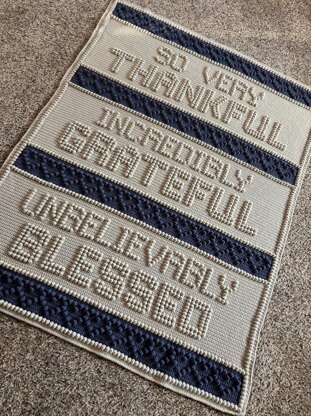 SO VERY
THANKFUL
INCREDIBLY
GRATEFUL
UNBELIEVABLY
BLESSED